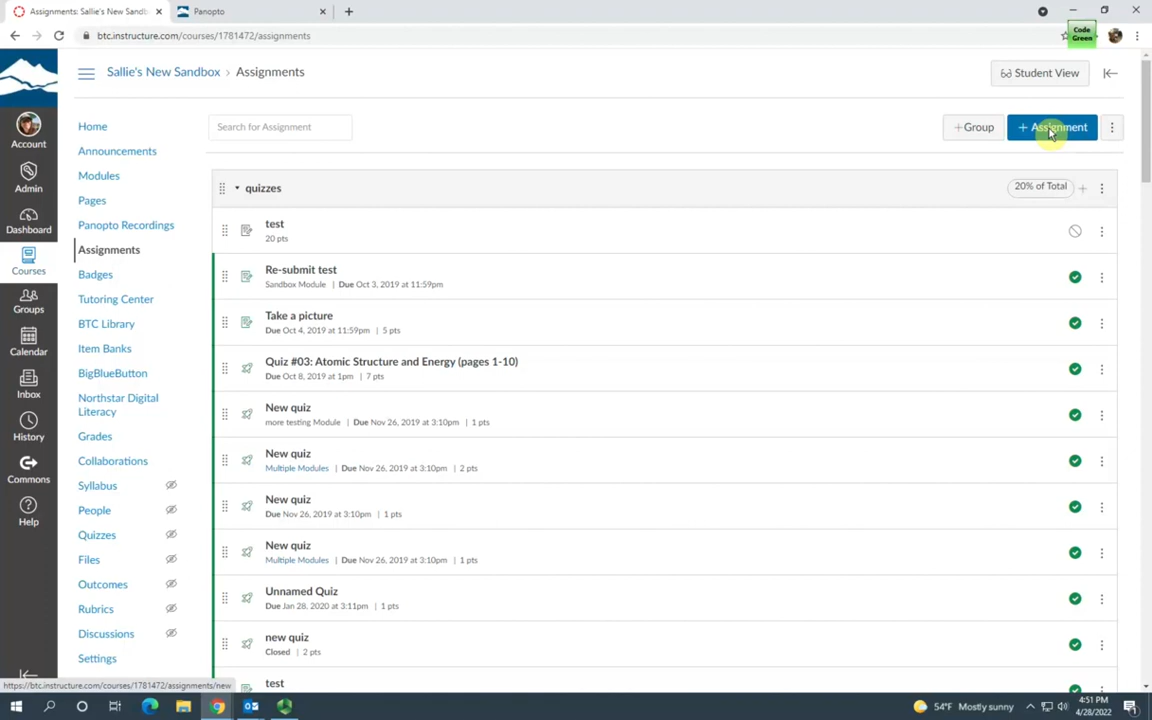 Assignments: Sallie's New Sandb
Panopto
btc.instructure.com/courses/1781472/assignments
Code
Green
Sallie's New Sandbox › Assignments
Student View
Account
Admin
Dashboard
Courses
Groups
Calendar
Inbox
History
Commons
Help
Home
Announcements
Modules
Pages
Panopto Recordings
Assignments
Badges
Tutoring Center
BTC Library
Item Banks
BigBlueButton
Northstar Digital
Literacy
Grades
Collaborations
Syllabus
People
Quizzes
Files
Outcomes
Rubrics
Discussions
Settings
Search for Assignment
+Group
+ Assignment
quizzes
20% of Total
test
20 pts
Re-submit test
Sandbox Module | Due Oct 3, 2019 at 11:59pm
Take a picture
Due Oct 4, 2019 at 11:59pm | 5 pts
Quiz #03: Atomic Structure and Energy (pages 1-10)
Due Oct 8, 2019 at 1pm | 7 pts
New quiz
more testing Module | Due Nov 26, 2019 at 3:10pm | 1 pts
New quiz
Multiple Modules | Due Nov 26, 2019 at 3:10pm | 2 pts
New quiz
Due Nov 26, 2019 at 3:10pm | 1 pts
New quiz
Multiple Modules | Due Nov 26, 2019 at 3:10pm | 1 pts
Unnamed Quiz
Due Jan 28, 2020 at 3:11pm | 1 pts
new quiz
Closed | 2 pts
test
https://btc.instructure.com/courses/1781472/assignments/new
54°F Mostly sunny
4:51 PM
4/28/2022